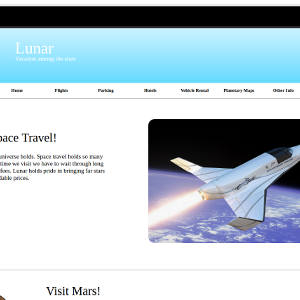 Lunar
Vacation among the stars
Home Flights Parking Hotels Vehicle Rental Planetary Maps Other Info
pace Travel!
universe holds. Space travel holds so many
time we visit we have to wait through long
fees. Lunar holds pride in bringing far stars
dable prices.
Visit Mars!